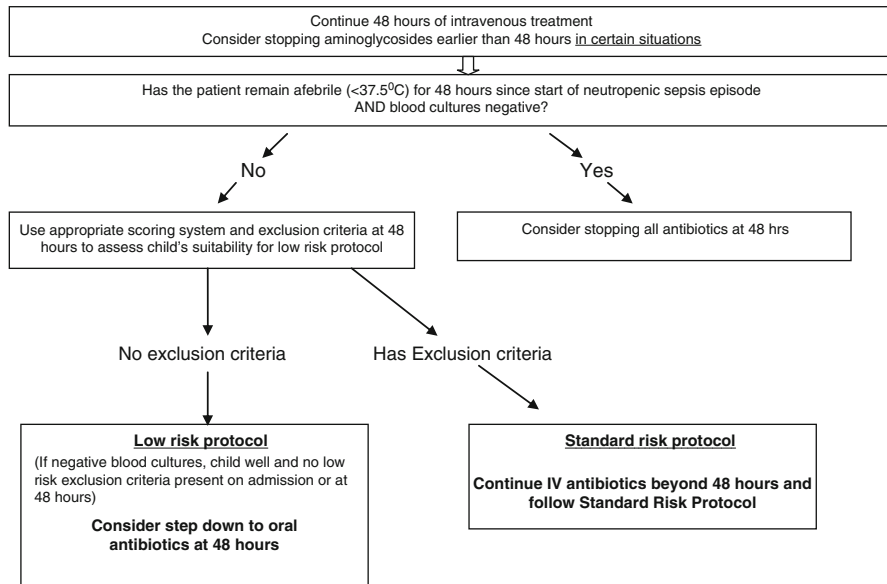 Continue 48 hours of intravenous treatment
Consider stopping aminoglycosides earlier than 48 hours in certain situations
Has the patient remain afebrile (<37.5⁰C) for 48 hours since start of neutropenic sepsis episode
AND blood cultures negative?
No
Yes
Use appropriate scoring system and exclusion criteria at 48
hours to assess child's suitability for low risk protocol
Consider stopping all antibiotics at 48 hrs
No exclusion criteria
Has Exclusion criteria
Low risk protocol
(If negative blood cultures, child well and no low
risk exclusion criteria present on admission or at
48 hours)
Consider step down to oral
antibiotics at 48 hours
Standard risk protocol
Continue IV antibiotics beyond 48 hours and
follow Standard Risk Protocol